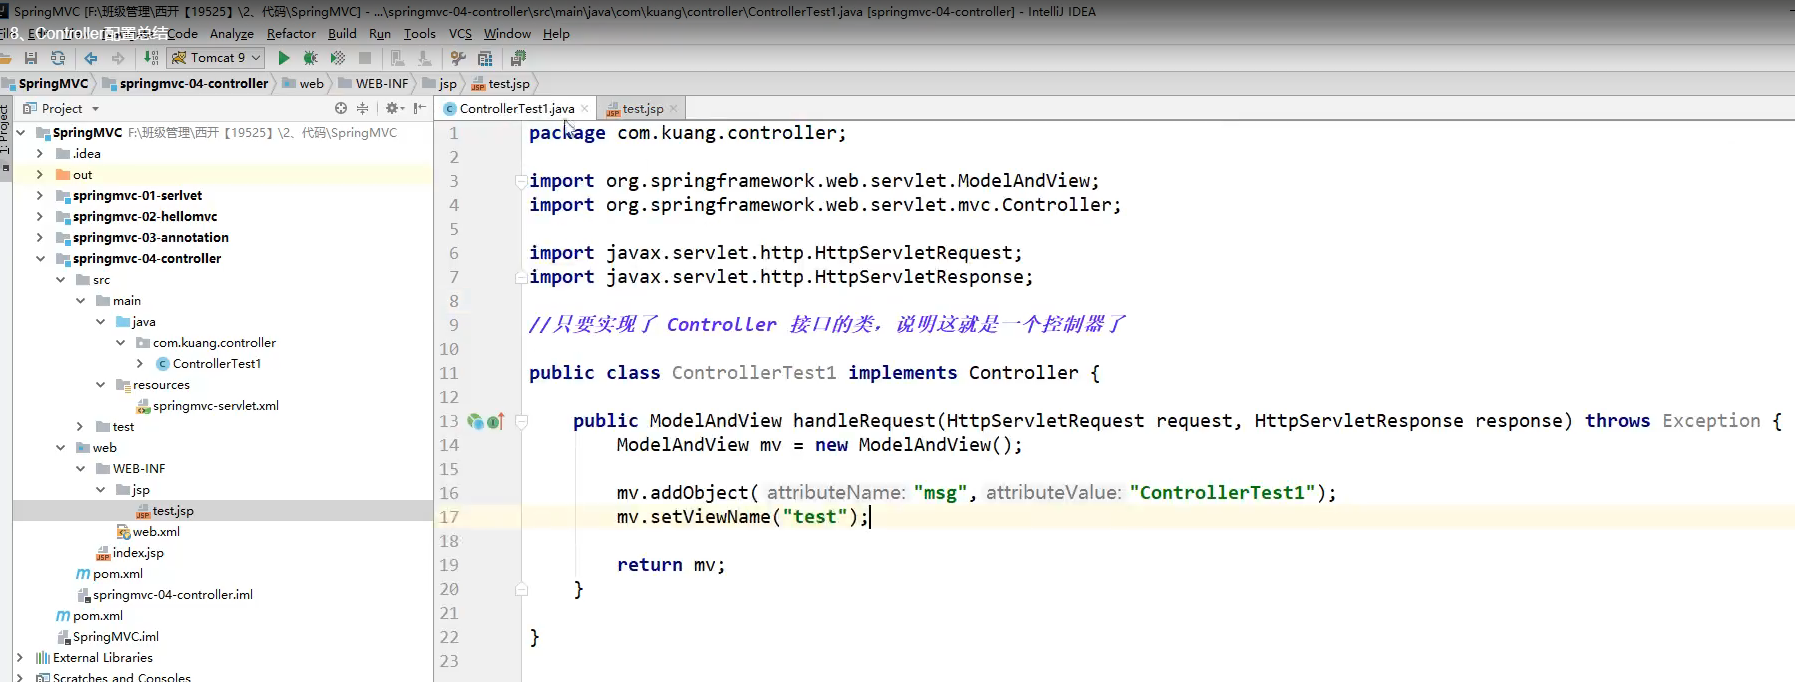 SpringMVC [F:\班级管理\西开【19525】\2、代码\SpringMVC] - ...\springmvc-04-controller\src\main\java\com\kuang\controller\ControllerTest1.java [springmvc-04-controller] - IntelliJ IDEA
8、Controller配置总结
Code Analyze Refactor Build Run Tools VCS Window Help
Tomcat 9
SpringMVC springmvc-04-controller web WEB-INF jsp test.jsp
1: Project
Project
ControllerTest1.java test.jsp
SpringMVC F:\班级管理\西开【19525】\2、代码\SpringMVC
.idea
out
springmvc-01-serlvet
springmvc-02-hellomvc
springmvc-03-annotation
springmvc-04-controller
src
main
java
com.kuang.controller
ControllerTest1
resources
springmvc-servlet.xml
test
web
WEB-INF
jsp
test.jsp
web.xml
index.jsp
pom.xml
springmvc-04-controller.iml
pom.xml
SpringMVC.iml
External Libraries
Scratches and Consoles
1 package com.kuang.controller;
2
3 import org.springframework.web.servlet.ModelAndView;
4 import org.springframework.web.servlet.mvc.Controller;
5
6 import javax.servlet.http.HttpServletRequest;
7 import javax.servlet.http.HttpServletResponse;
8
9 //只要实现了 Controller 接口的类，说明这就是一个控制器了
10
11 public class ControllerTest1 implements Controller {
12
13 public ModelAndView handleRequest(HttpServletRequest request, HttpServletResponse response) throws Exception {
14 ModelAndView mv = new ModelAndView();
15
16 mv.addObject( attributeName: "msg", attributeValue: "ControllerTest1");
17 mv.setViewName("test");
18
19 return mv;
20 }
21
22 }
23